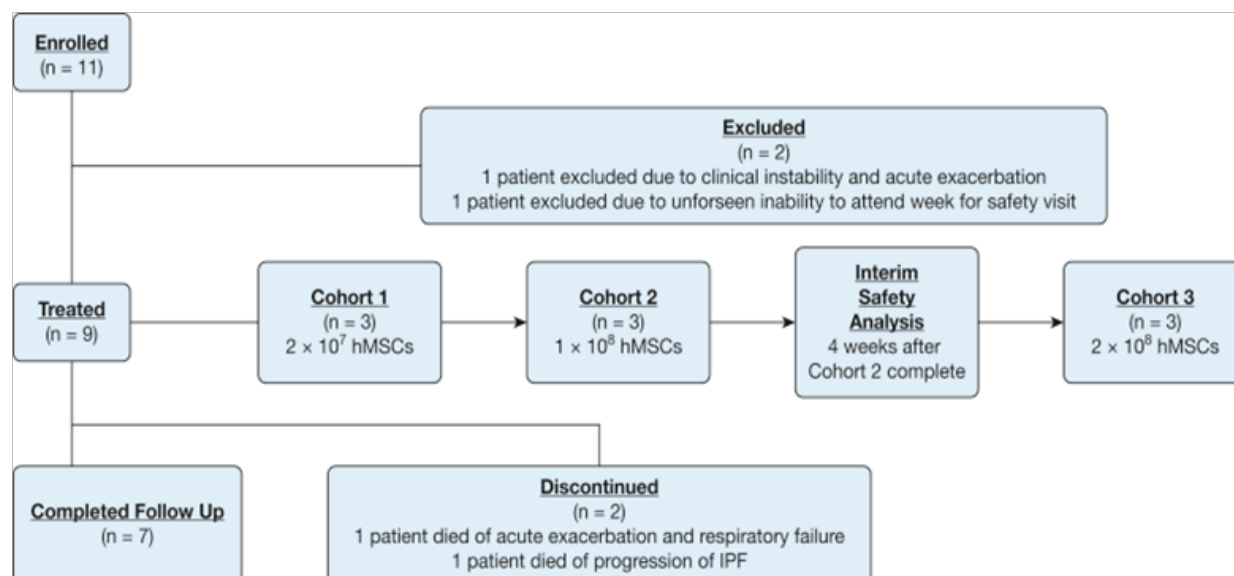 Enrolled
(n = 11)
Excluded
(n = 2)
1 patient excluded due to clinical instability and acute exacerbation
1 patient excluded due to unforseen inability to attend week for safety visit
Treated
(n = 9)
Cohort 1
(n = 3)
2 × 10⁷ hMSCs
Cohort 2
(n = 3)
1 × 10⁸ hMSCs
Interim
Safety
Analysis
4 weeks after
Cohort 2 complete
Cohort 3
(n = 3)
2 × 10⁸ hMSCs
Completed Follow Up
(n = 7)
Discontinued
(n = 2)
1 patient died of acute exacerbation and respiratory failure
1 patient died of progression of IPF